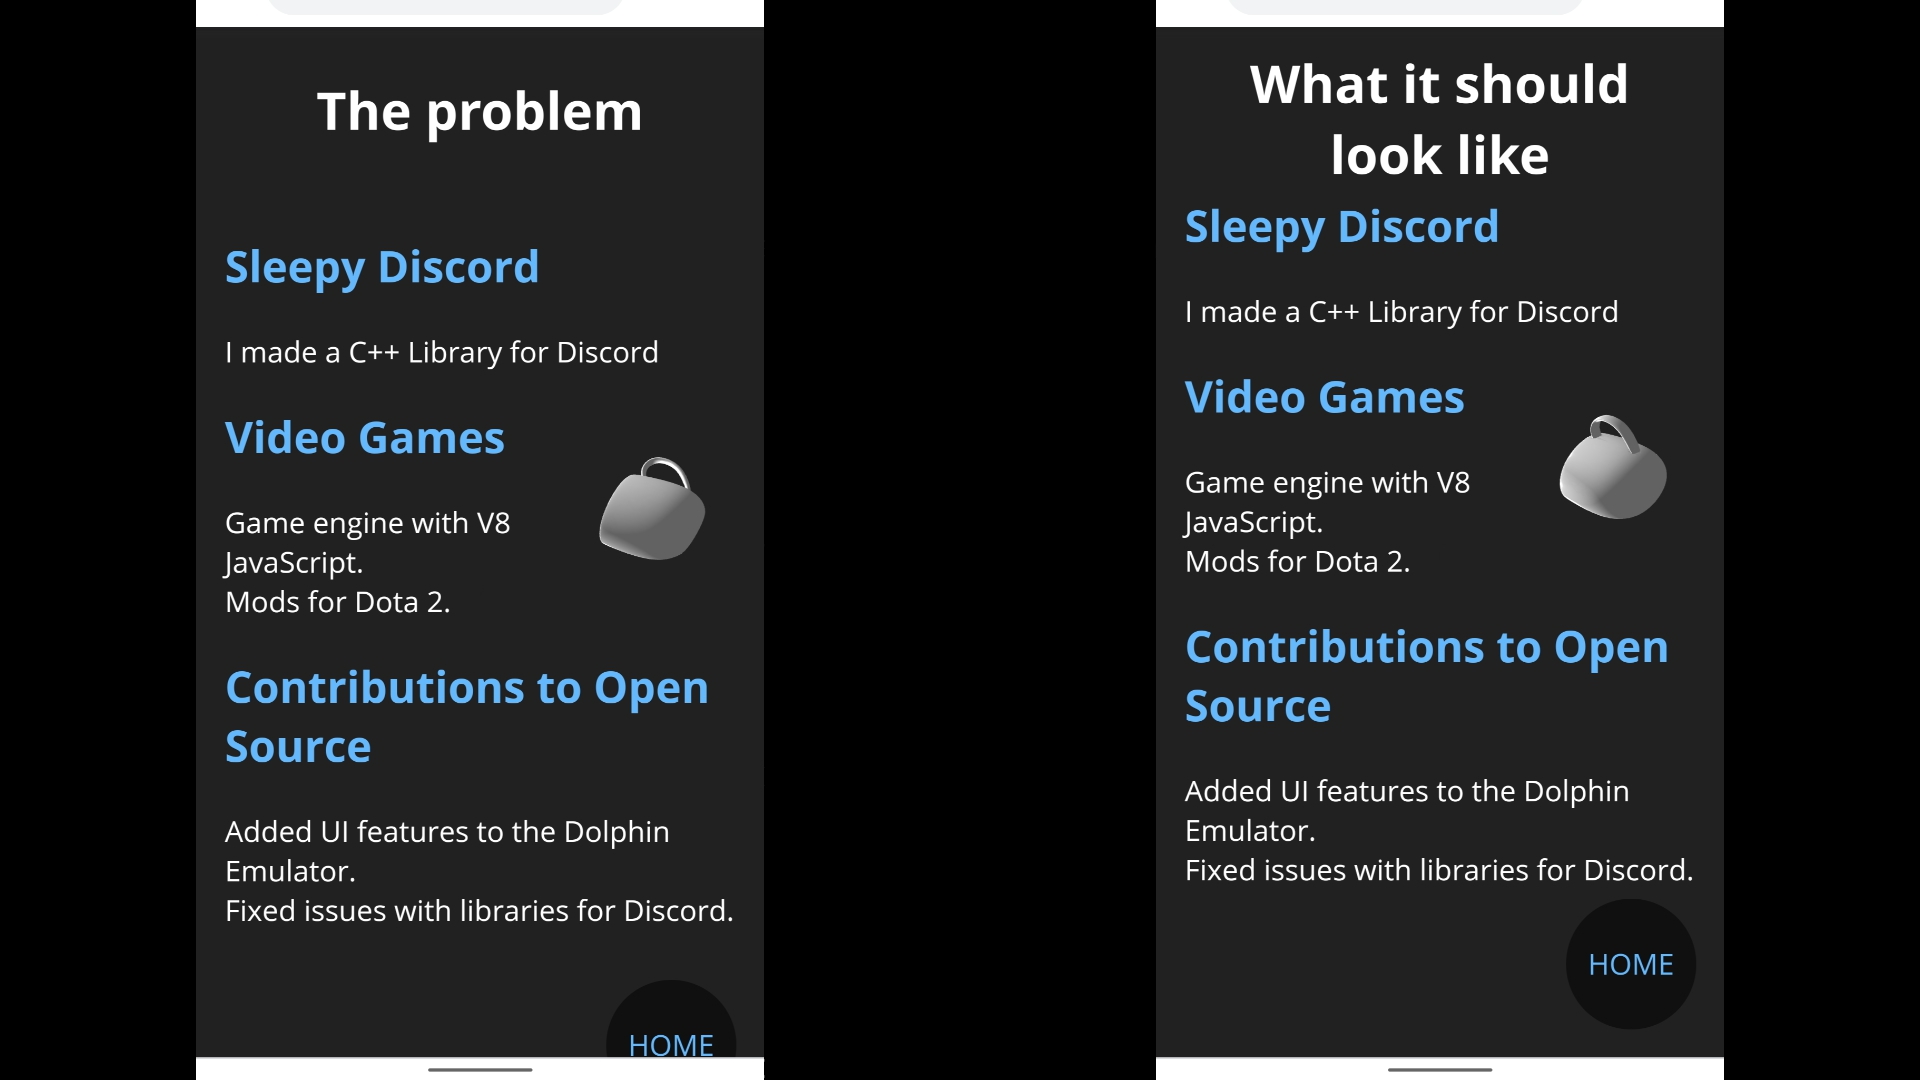 The problem
Sleepy Discord
I made a C++ Library for Discord
Video Games
Game engine with V8
JavaScript.
Mods for Dota 2.
Contributions to Open
Source
Added UI features to the Dolphin
Emulator.
Fixed issues with libraries for Discord.
HOME
What it should
look like
Sleepy Discord
I made a C++ Library for Discord
Video Games
Game engine with V8
JavaScript.
Mods for Dota 2.
Contributions to Open
Source
Added UI features to the Dolphin
Emulator.
Fixed issues with libraries for Discord.
HOME